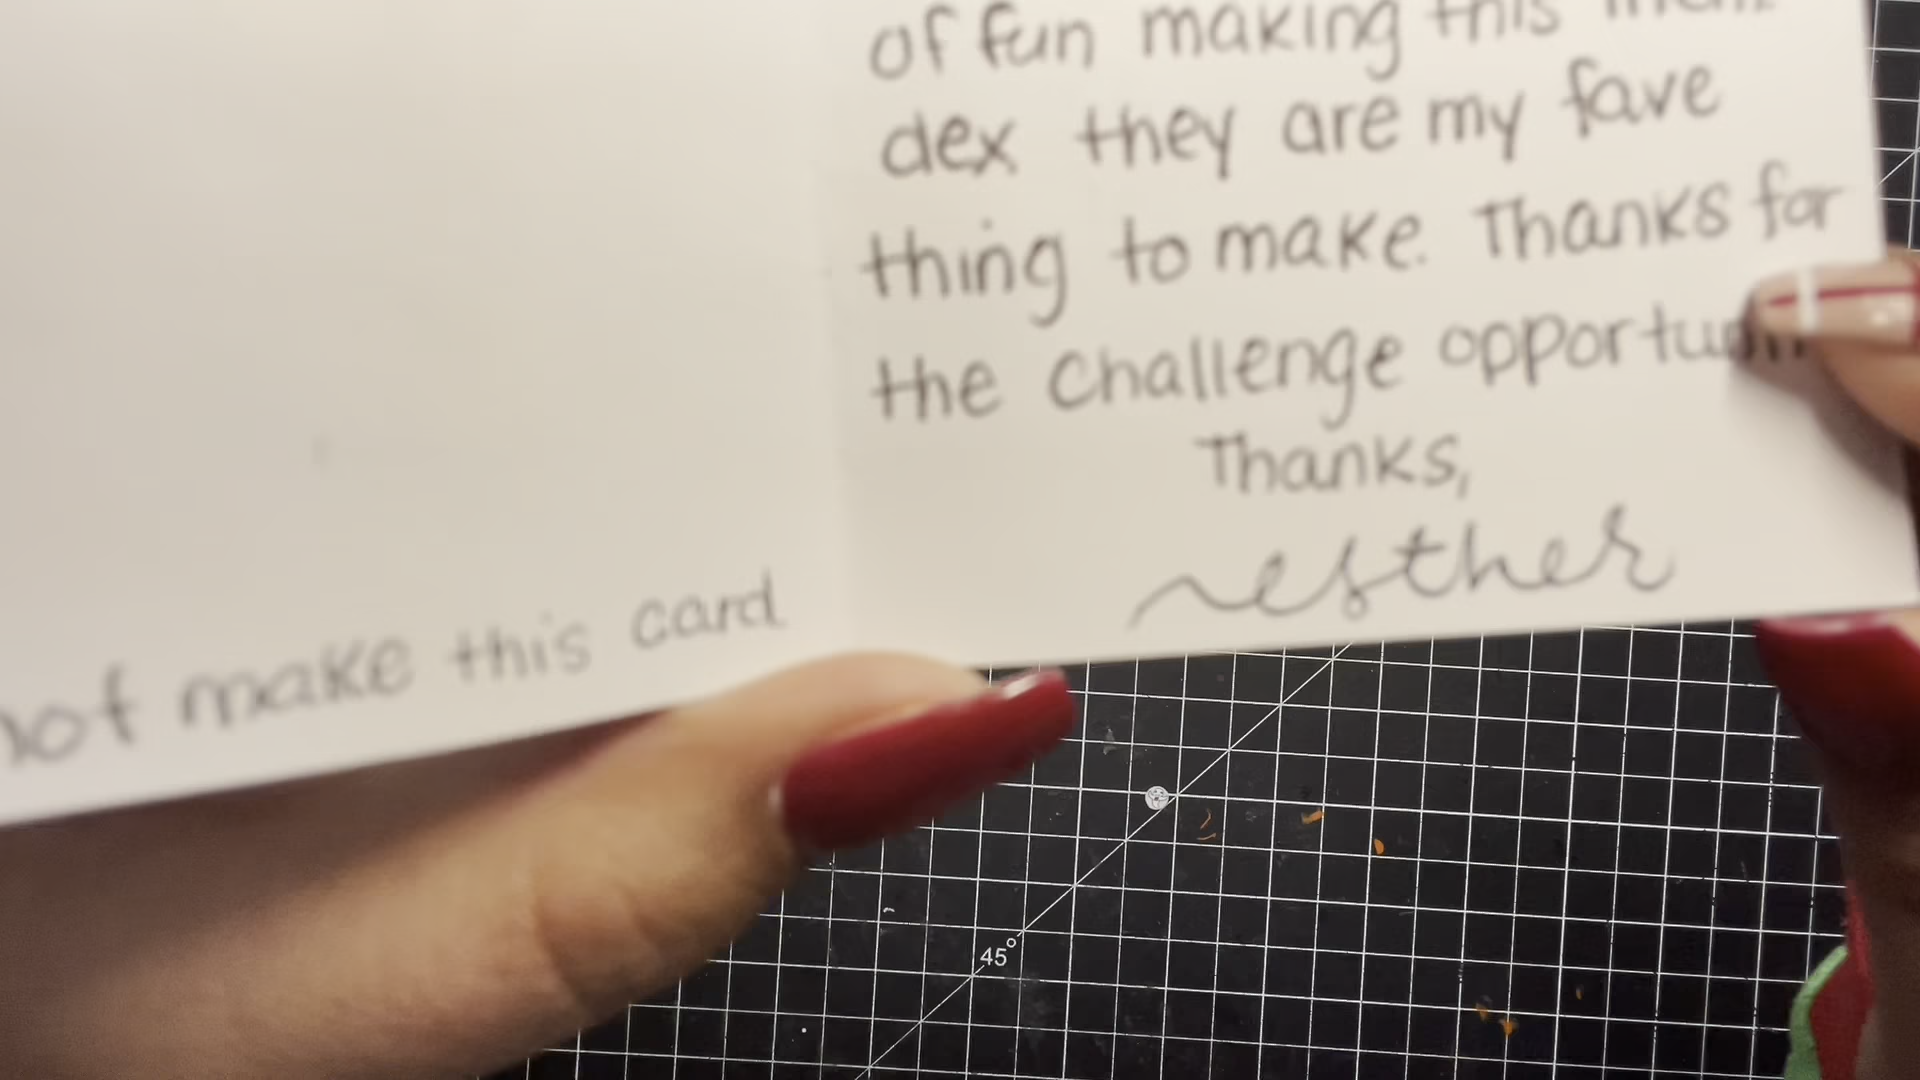 not make this card
of fun making this
dex they are my fave
thing to make. Thanks for
the Challenge
Thanks,
esther
45°